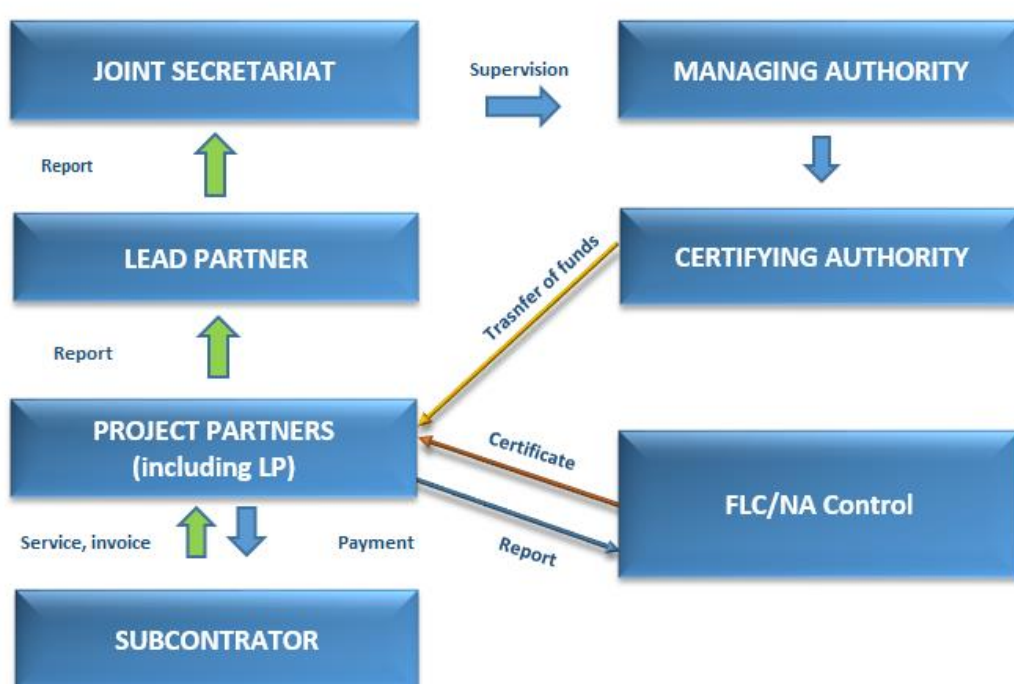 JOINT SECRETARIAT
Supervision
MANAGING AUTHORITY
Report
LEAD PARTNER
Trasnfer of funds
CERTIFYING AUTHORITY
Report
PROJECT PARTNERS
(including LP)
Certificate
FLC/NA Control
Report
Service, invoice
Payment
SUBCONTRATOR